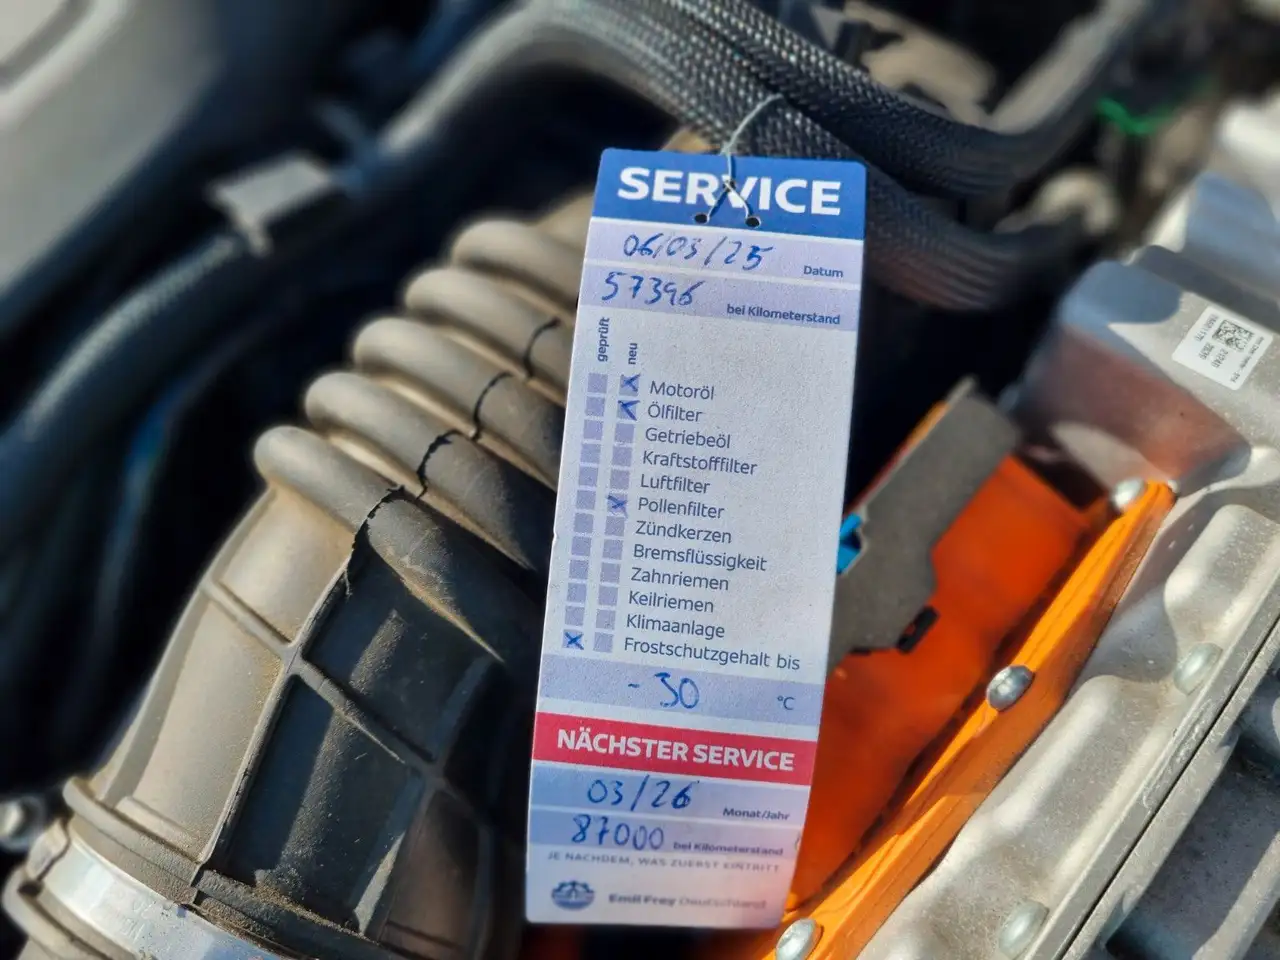 SERVICE
06/03/25 Datum
57396 bei Kilometerstand
geprüft neu
Motoröl
Ölfilter
Getriebeöl
Kraftstofffilter
Luftfilter
Pollenfilter
Zündkerzen
Bremsflüssigkeit
Zahnriemen
Keilriemen
Klimaanlage
Frostschutzgehalt bis
-30 °C
NÄCHSTER SERVICE
03/26 Monat/Jahr
87000 bei Kilometerstand
JE NACHDEM, WAS ZUERST EINTRITT
Emil Frey Deutschland